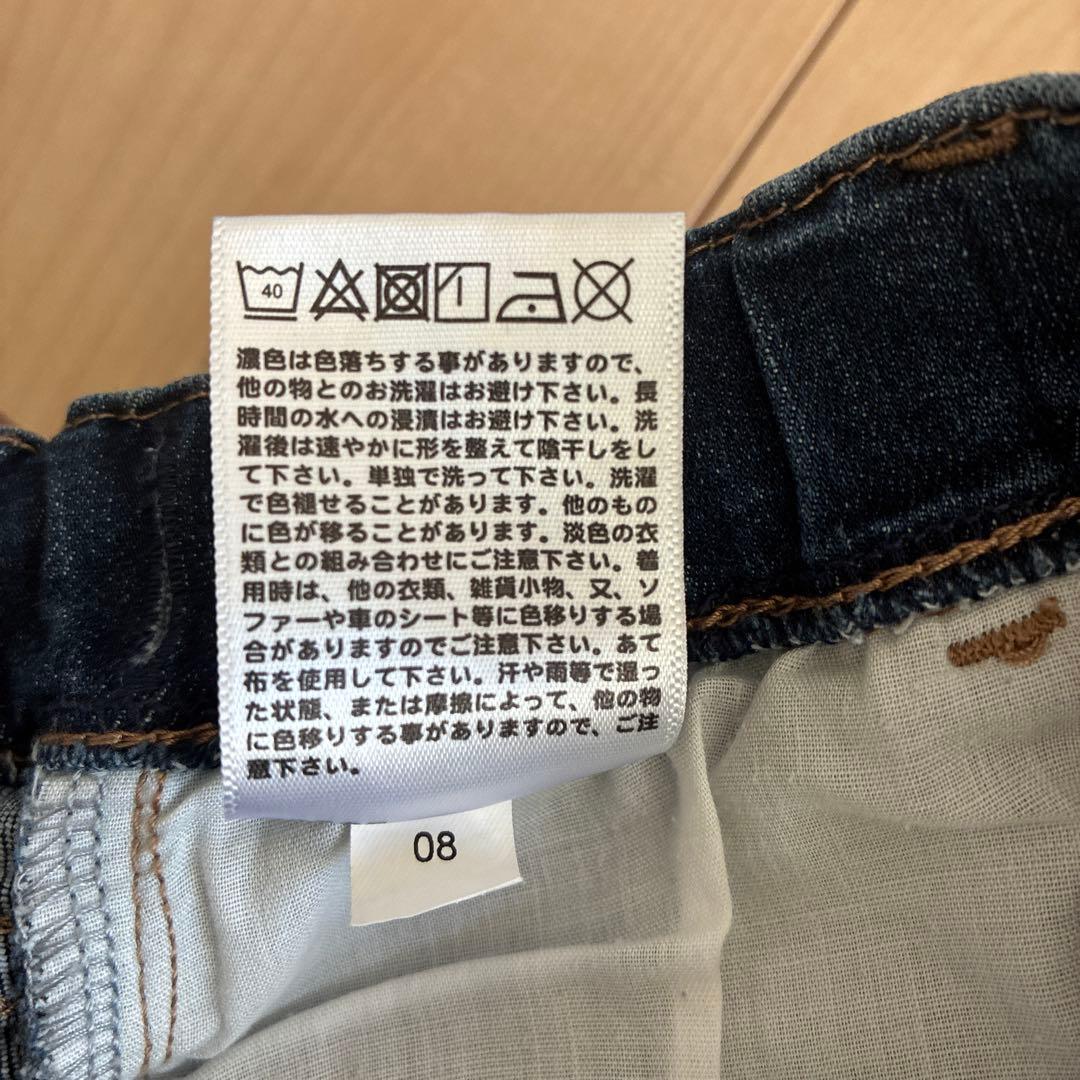 40
濃色は色落ちする事がありますので、
他の物とのお洗濯はお避け下さい。長
時間の水への浸漬はお避け下さい。洗
濯後は速やかに形を整えて陰干しをし
て下さい。単独で洗って下さい。洗濯
で色褪せることがあります。他のもの
に色が移ることがあります。淡色の衣
類との組み合わせにご注意下さい。着
用時は、他の衣類、雑貨小物、又、ソ
ファーや車のシート等に色移りする場
合がありますのでご注意下さい。あて
布を使用して下さい。汗や雨等で湿っ
た状態、または摩擦によって、他の物
に色移りする事がありますので、ご注
意下さい。
08